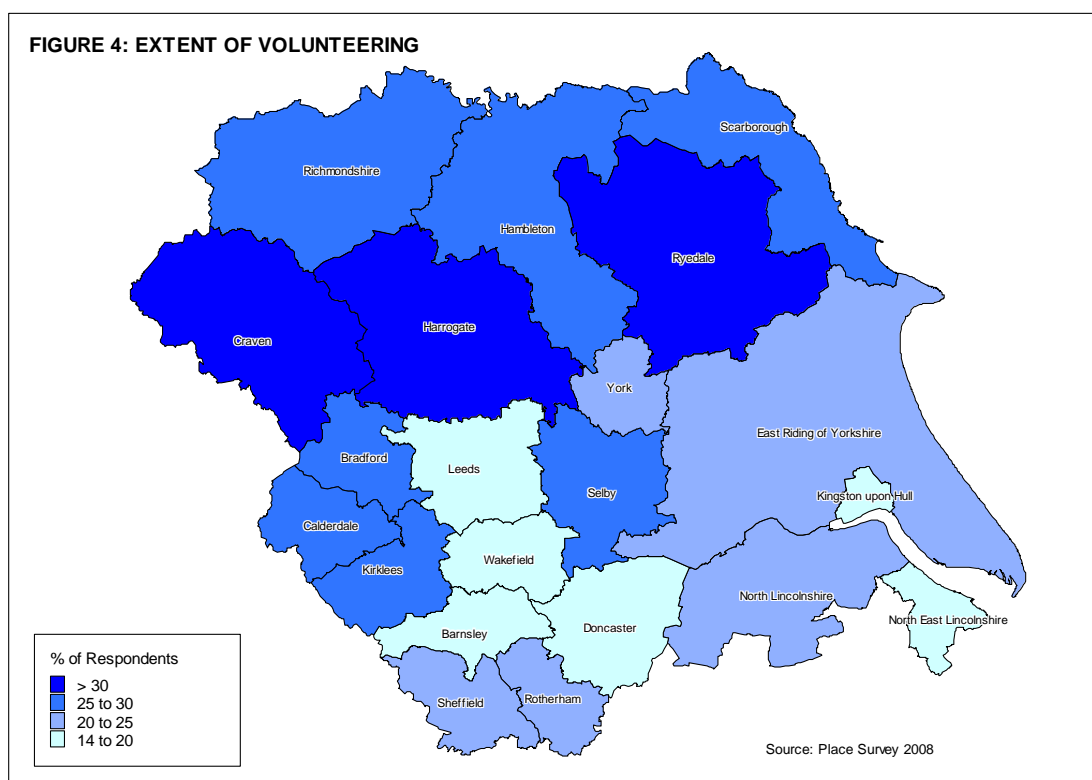 FIGURE 4: EXTENT OF VOLUNTEERING
Scarborough
Richmondshire
Hambleton
Ryedale
Harrogate
Craven
York
East Riding of Yorkshire
Bradford
Leeds
Selby
Kingston upon Hull
Calderdale
Wakefield
Kirklees
North Lincolnshire
North East Lincolnshire
Doncaster
Barnsley
Rotherham
Sheffield
% of Respondents
> 30
25 to 30
20 to 25
14 to 20
Source: Place Survey 2008